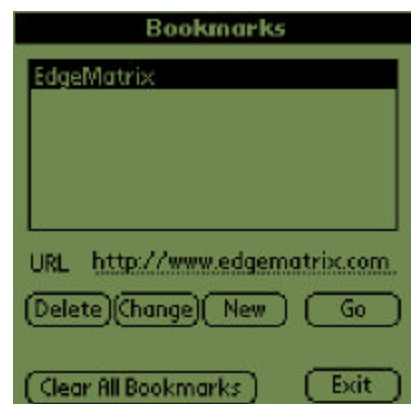 Bookmarks
EdgeMatrix
URL http://www.edgematrix.com
Delete Change New Go
Clear All Bookmarks Exit